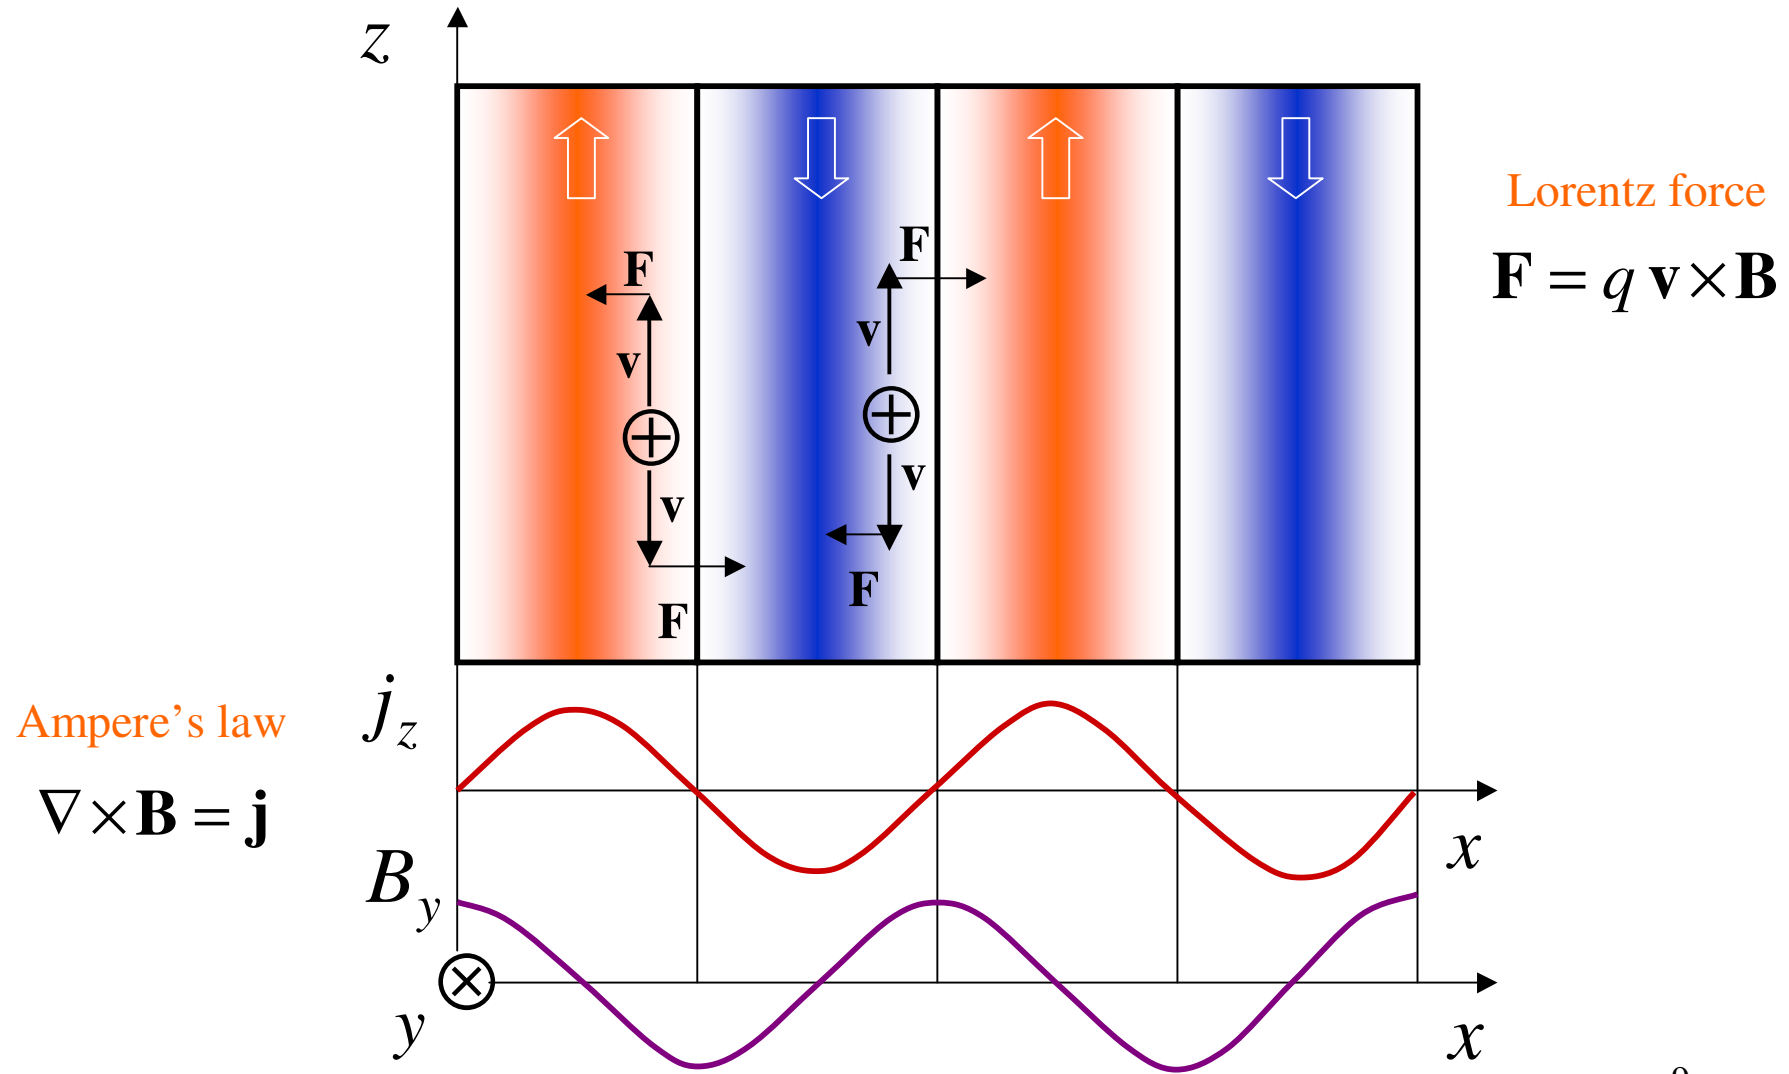 z
Lorentz force
F = q v × B
F
v
v
F
F
v
v
F
j_z
Ampere's law
∇ × B = j
x
B_y
y
x